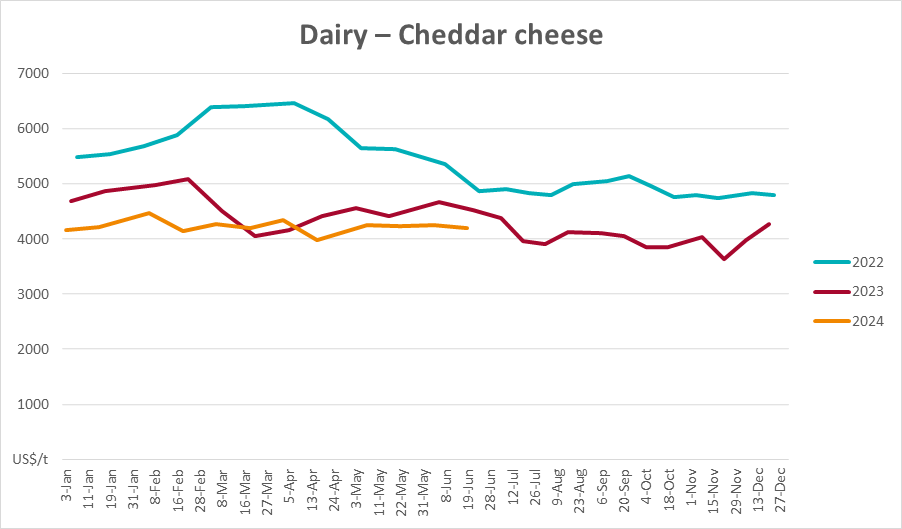 Dairy – Cheddar cheese
7000
6000
5000
4000
3000
2000
1000
US$/t
3-Jan
11-Jan
19-Jan
31-Jan
8-Feb
16-Feb
28-Feb
8-Mar
16-Mar
27-Mar
5-Apr
13-Apr
24-Apr
3-May
11-May
22-May
31-May
8-Jun
19-Jun
28-Jun
12-Jul
26-Jul
9-Aug
23-Aug
6-Sep
20-Sep
4-Oct
18-Oct
1-Nov
15-Nov
29-Nov
13-Dec
27-Dec
2022
2023
2024